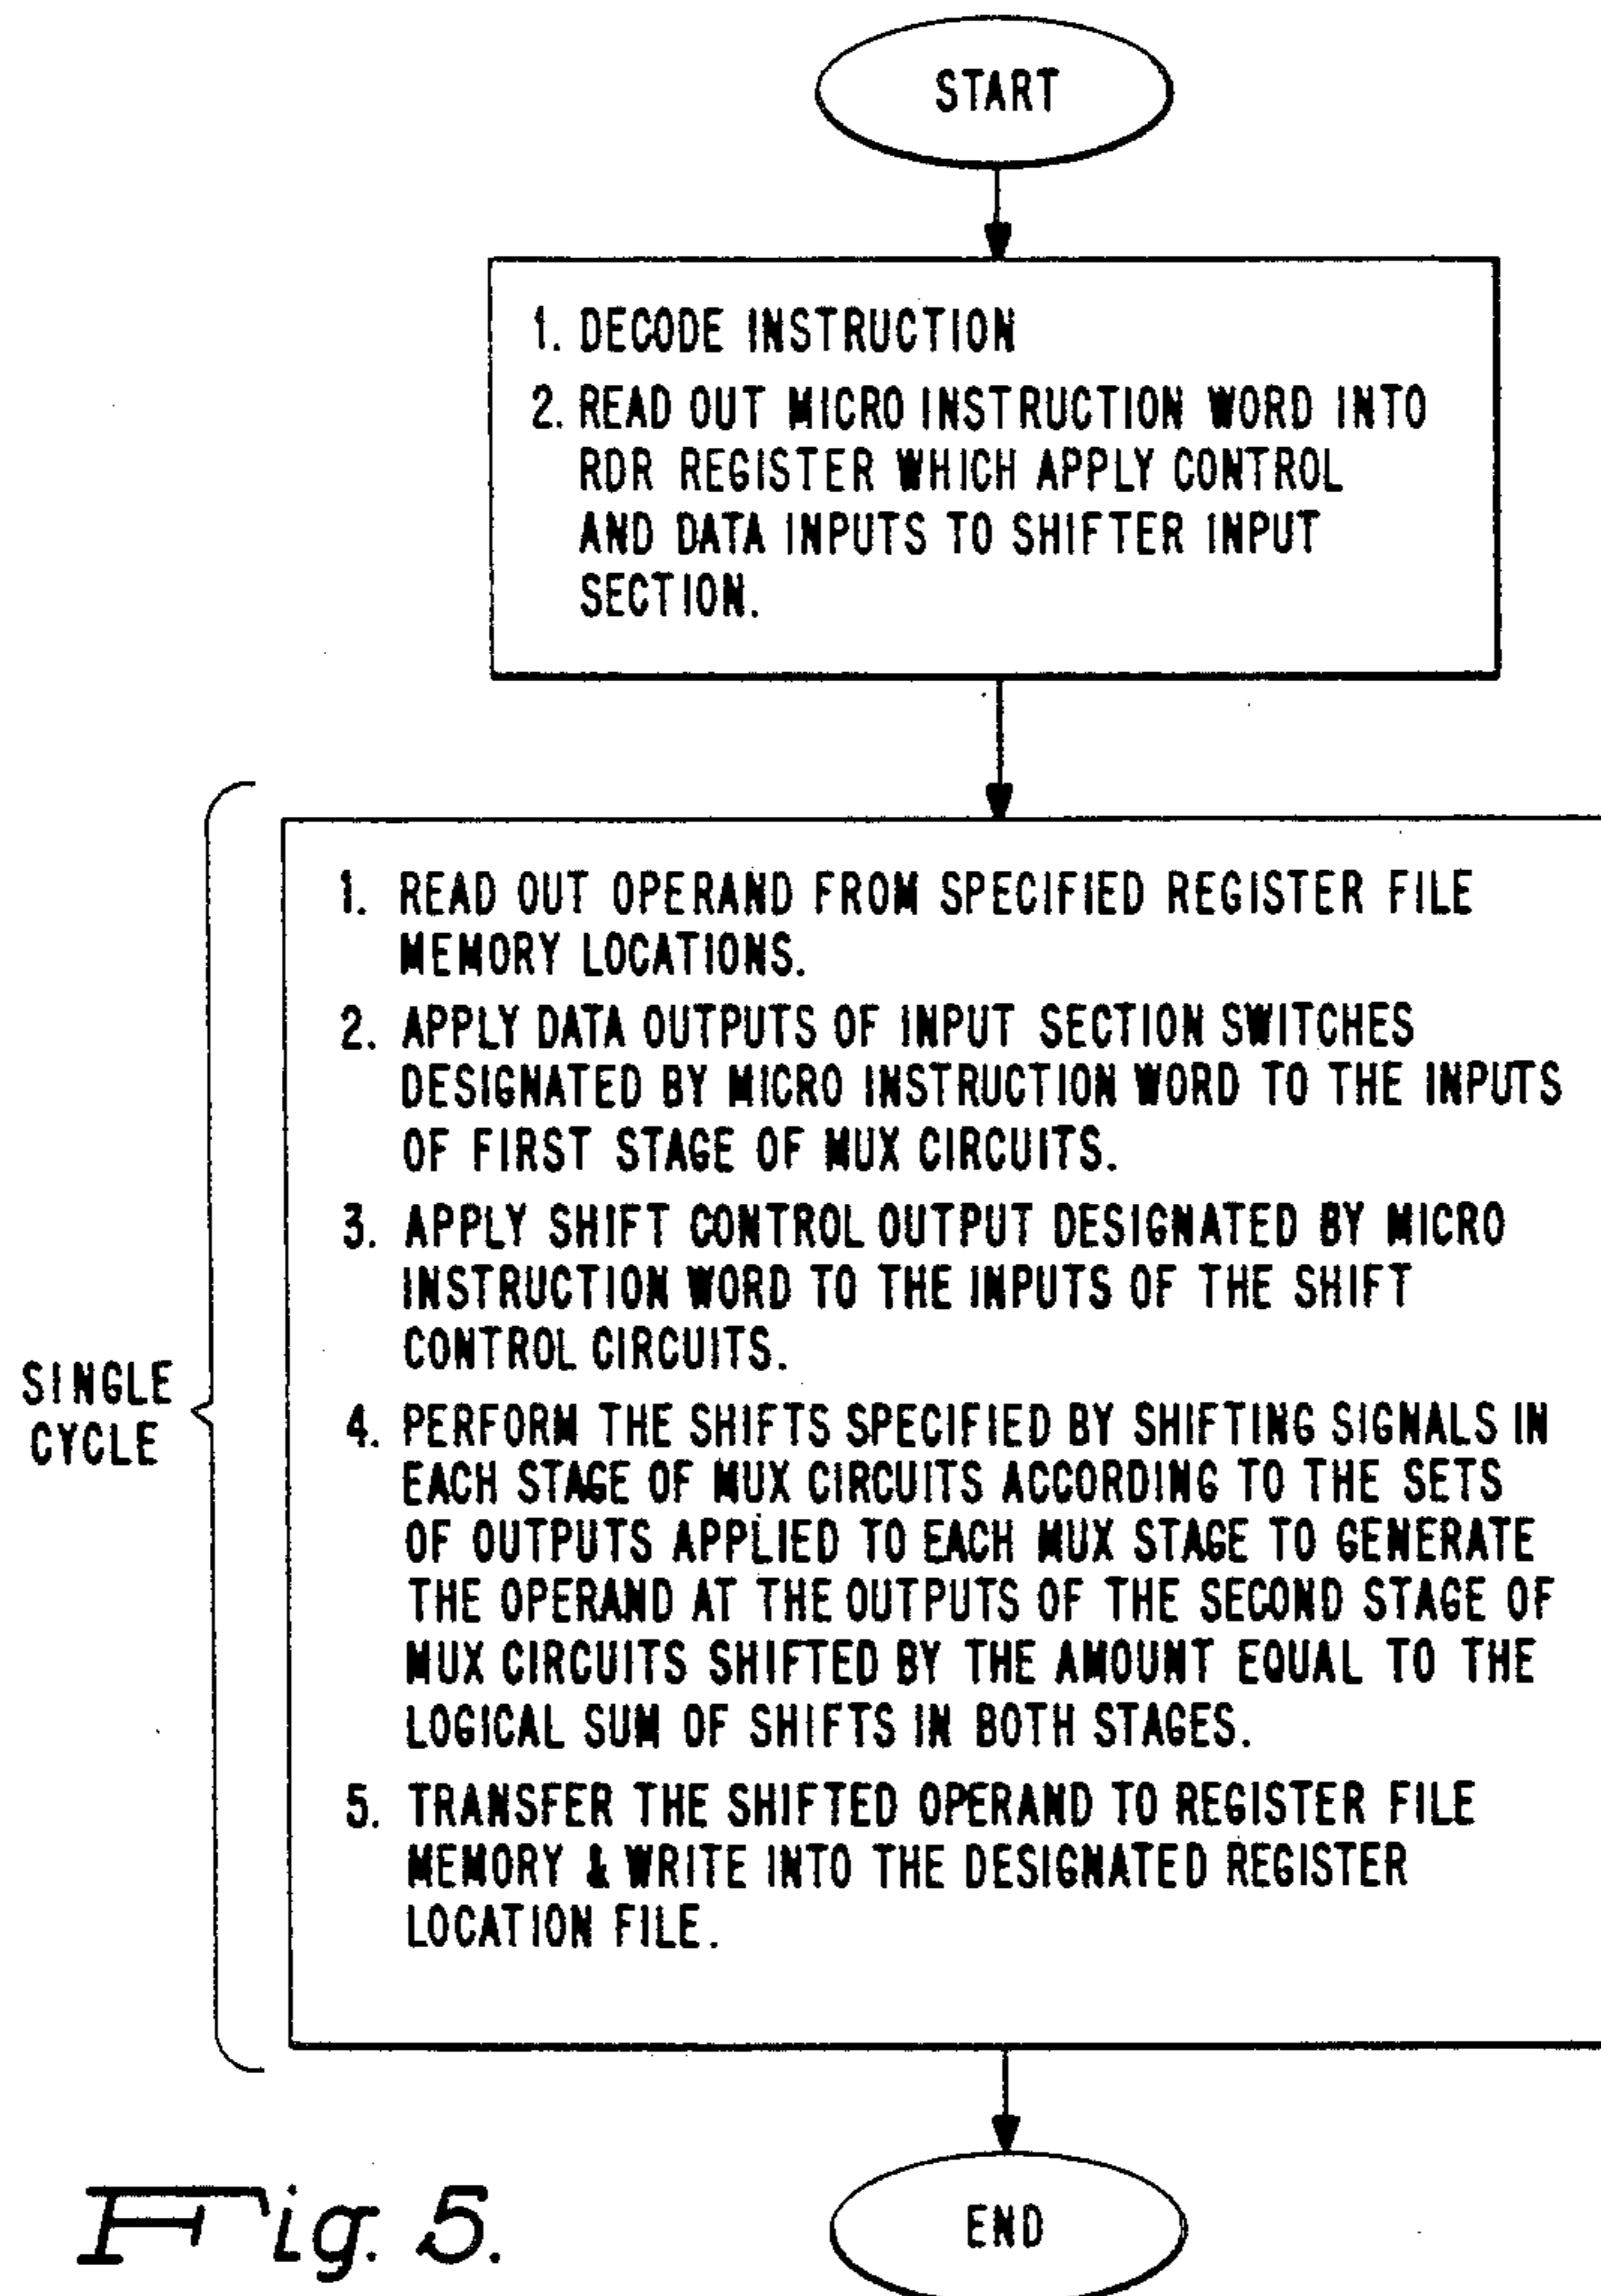 START
1. DECODE INSTRUCTION
2. READ OUT MICRO INSTRUCTION WORD INTO
RDR REGISTER WHICH APPLY CONTROL
AND DATA INPUTS TO SHIFTER INPUT
SECTION.
SINGLE
CYCLE
1. READ OUT OPERAND FROM SPECIFIED REGISTER FILE
MEMORY LOCATIONS.
2. APPLY DATA OUTPUTS OF INPUT SECTION SWITCHES
DESIGNATED BY MICRO INSTRUCTION WORD TO THE INPUTS
OF FIRST STAGE OF MUX CIRCUITS.
3. APPLY SHIFT CONTROL OUTPUT DESIGNATED BY MICRO
INSTRUCTION WORD TO THE INPUTS OF THE SHIFT
CONTROL CIRCUITS.
4. PERFORM THE SHIFTS SPECIFIED BY SHIFTING SIGNALS IN
EACH STAGE OF MUX CIRCUITS ACCORDING TO THE SETS
OF OUTPUTS APPLIED TO EACH MUX STAGE TO GENERATE
THE OPERAND AT THE OUTPUTS OF THE SECOND STAGE OF
MUX CIRCUITS SHIFTED BY THE AMOUNT EQUAL TO THE
LOGICAL SUM OF SHIFTS IN BOTH STAGES.
5. TRANSFER THE SHIFTED OPERAND TO REGISTER FILE
MEMORY & WRITE INTO THE DESIGNATED REGISTER
LOCATION FILE.
END
Fig. 5.